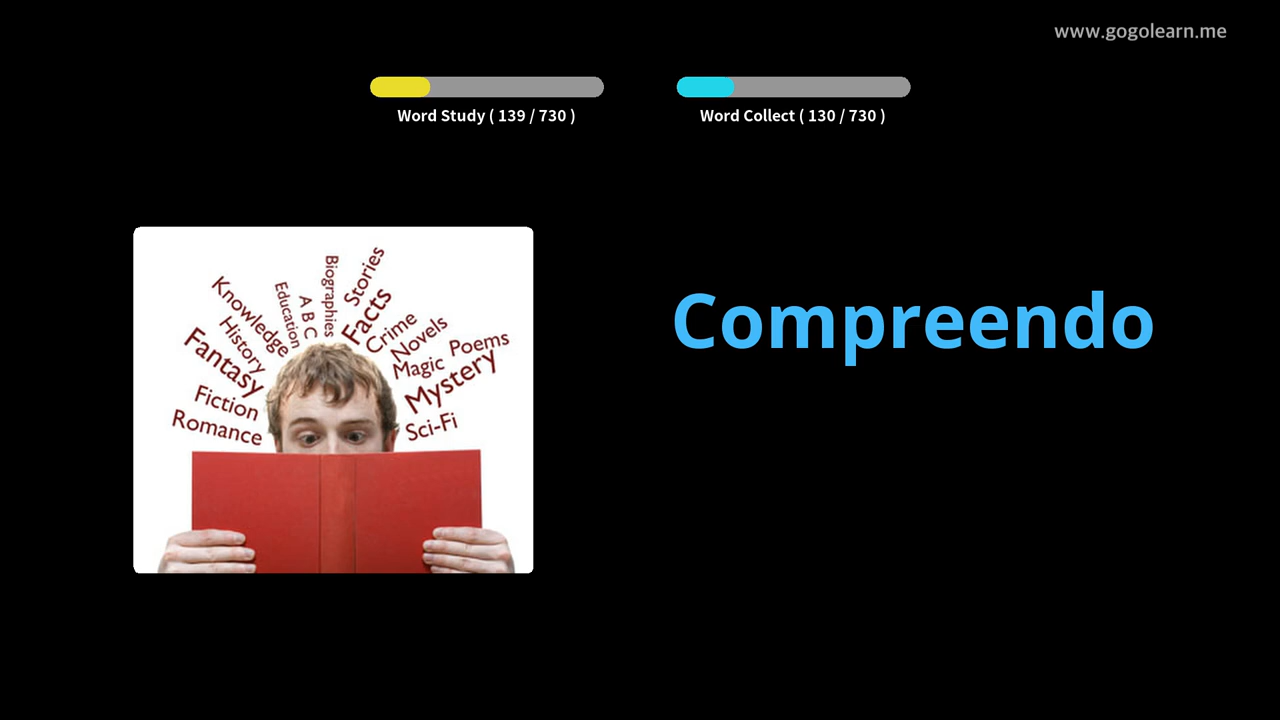 www.gogolearn.me
Word Study ( 139 / 730 )
Word Collect ( 130 / 730 )
Compreendo
Biographies
Stories
Education
A B C
Facts
Knowledge
Crime
History
Novels
Fantasy
Magic
Poems
Mystery
Fiction
Romance
Sci-Fi